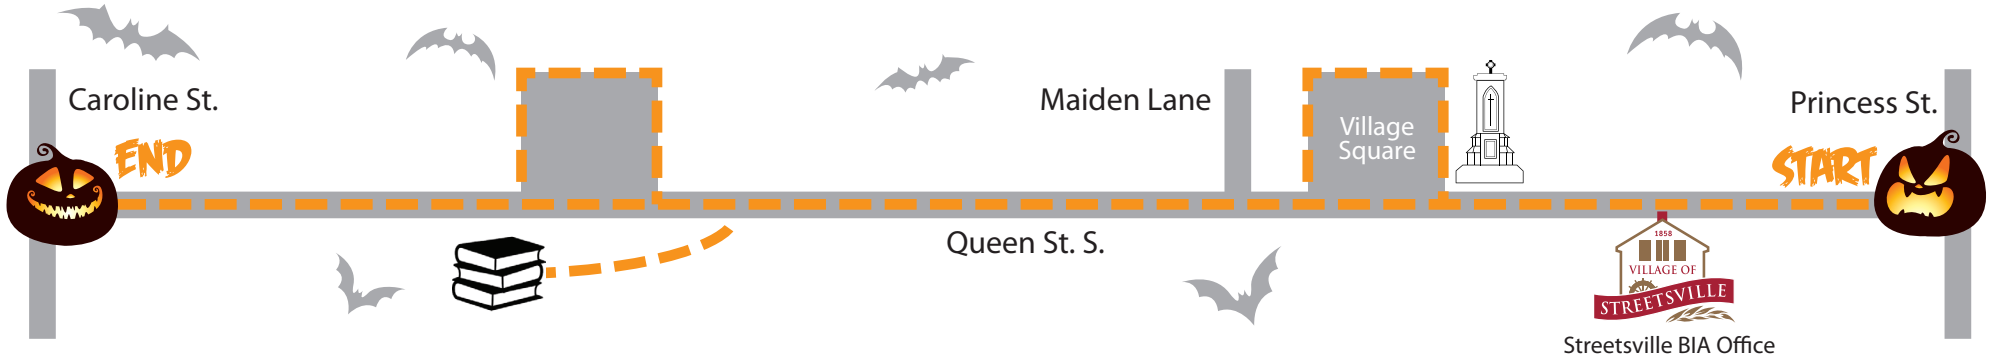 Caroline St.
END
Maiden Lane
Village
Square
Princess St.
START
Queen St. S.
1858
VILLAGE OF
STREETSVILLE
Streetsville BIA Office